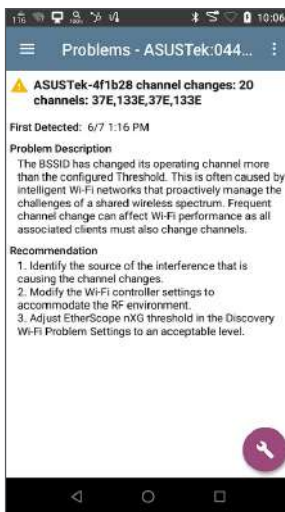 10:06
Problems - ASUSTek:044...
ASUSTek-4f1b28 channel changes: 20
channels: 37E,133E,37E,133E
First Detected: 6/7 1:16 PM
Problem Description
The BSSID has changed its operating channel more
than the configured Threshold. This is often caused by
intelligent Wi-Fi networks that proactively manage the
challenges of a shared wireless spectrum. Frequent
channel change can affect Wi-Fi performance as all
associated clients must also change channels.
Recommendation
1. Identify the source of the interference that is
causing the channel changes.
2. Modify the Wi-Fi controller settings to
accommodate the RF environment.
3. Adjust EtherScope nXG threshold in the Discovery
Wi-Fi Problem Settings to an acceptable level.